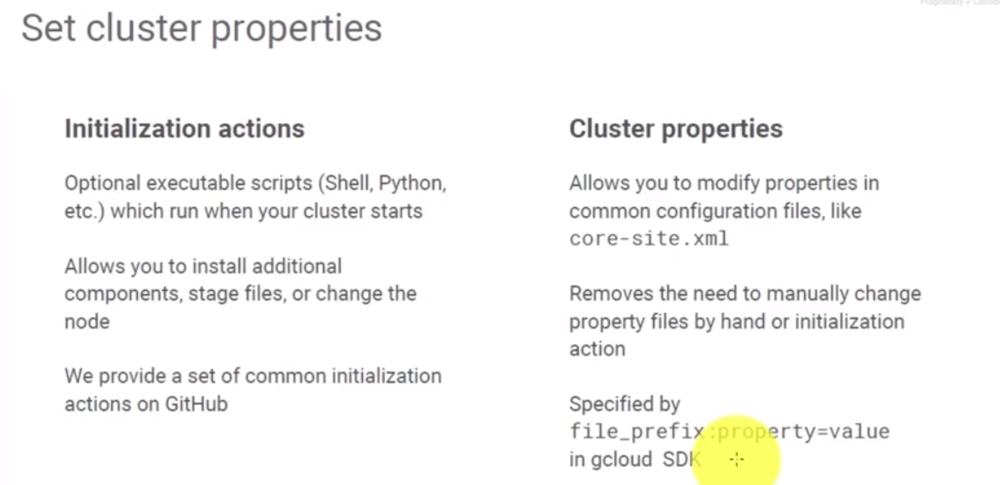 Proprietary + Confid
Set cluster properties
Initialization actions
Optional executable scripts (Shell, Python,
etc.) which run when your cluster starts
Allows you to install additional
components, stage files, or change the
node
We provide a set of common initialization
actions on GitHub
Cluster properties
Allows you to modify properties in
common configuration files, like
core-site.xml
Removes the need to manually change
property files by hand or initialization
action
Specified by
file_prefix:property=value
in gcloud SDK